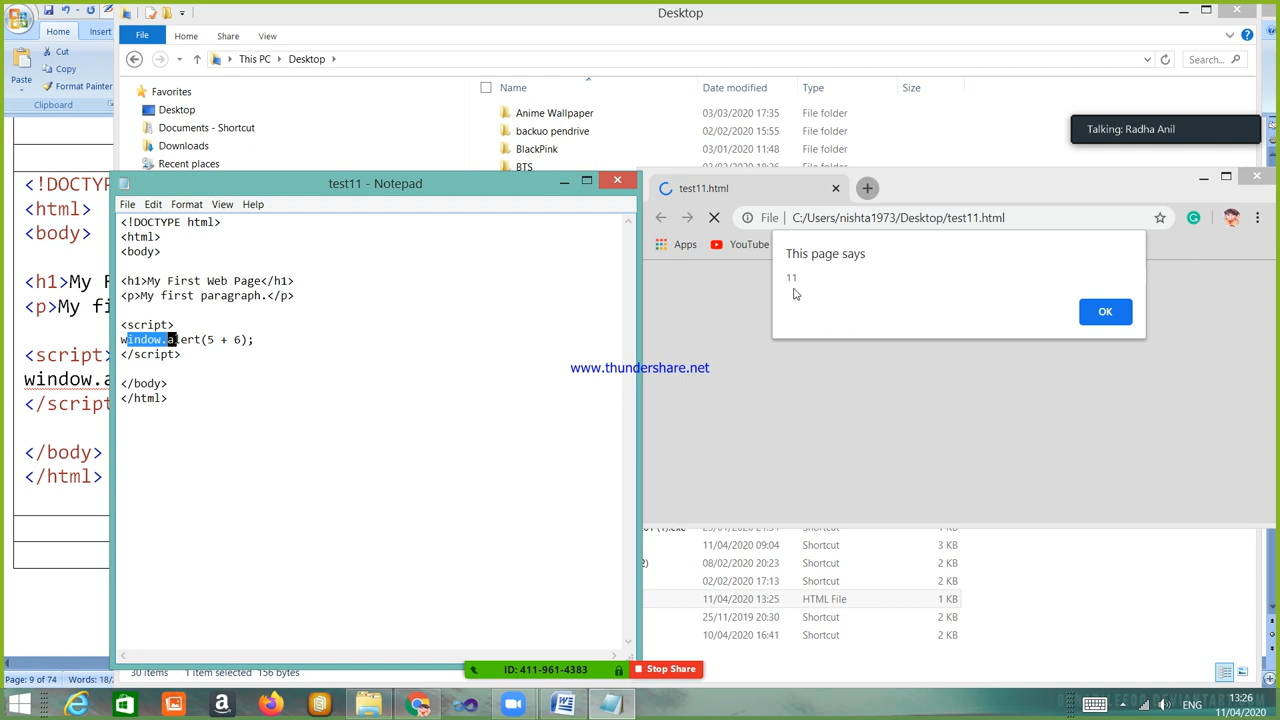 Desktop
Home
Insert
File
Home
Share
View
Cut
Copy
Format Painter
Paste
Clipboard
This PC
Desktop
Search...
Favorites
Desktop
Documents - Shortcut
Downloads
Recent places
Name
Date modified
Type
Size
Anime Wallpaper 03/03/2020 17:35 File folder
backuo pendrive 02/02/2020 15:55 File folder
BlackPink 03/01/2020 11:48 File folder
BTS
Talking: Radha Anil
<!DOCTYP
<html>
<body>
<h1>My F
<p>My fi
<script>
window.a
</script
</body>
</html>
test11 - Notepad
File Edit Format View Help
<!DOCTYPE html>
<html>
<body>
<h1>My First Web Page</h1>
<p>My first paragraph.</p>
<script>
window.alert(5 + 6);
</script>
</body>
</html>
test11.html
File | C:/Users/nishta1973/Desktop/test11.html
Apps
YouTube
This page says
11
OK
www.thundershare.net
11/04/2020 09:04 Shortcut 3 KB
08/02/2020 20:23 Shortcut 2 KB
02/02/2020 17:13 Shortcut 2 KB
11/04/2020 13:25 HTML File 1 KB
25/11/2019 20:30 Shortcut 2 KB
10/04/2020 16:41 Shortcut 2 KB
30 items 1 item selected 156 bytes
ID: 411-961-4383
Stop Share
Page: 9 of 74 Words: 18/
ENG
13:26
11/04/2020